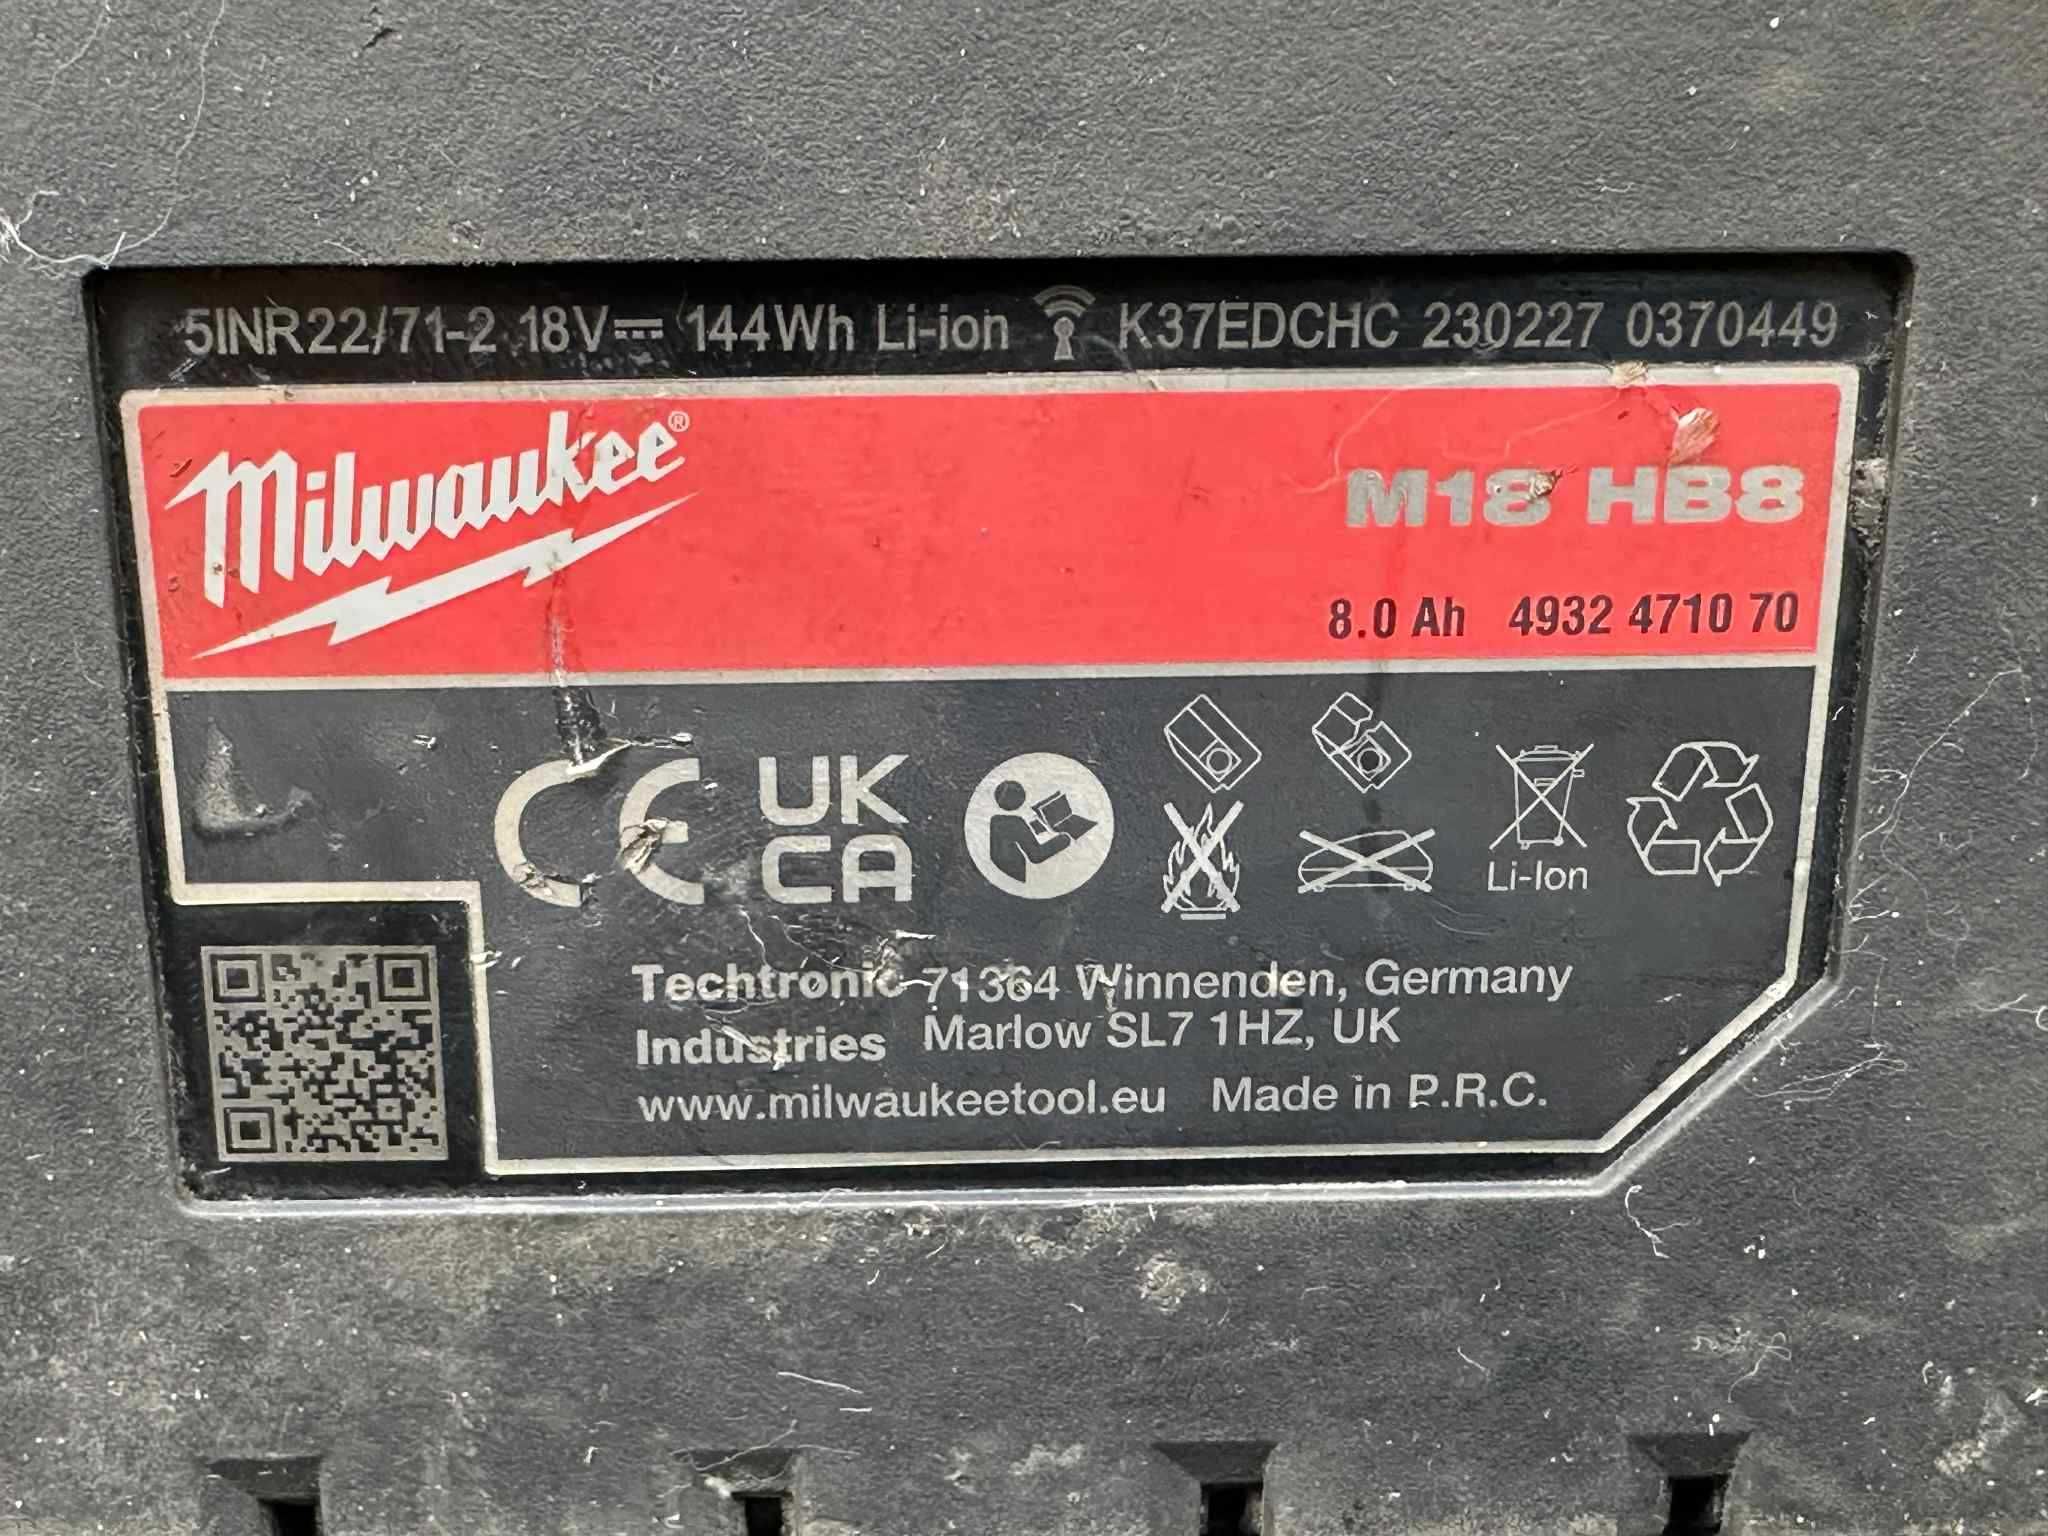 5INR22/71-2 18V⎓ 144Wh Li-ion K37EDCHC 230227 0370449
Milwaukee®
M18 HB8
8.0 Ah 4932 4710 70
CE UK CA
Li-Ion
Techtronic 71364 Winnenden, Germany
Industries Marlow SL7 1HZ, UK
www.milwaukeetool.eu Made in P.R.C.